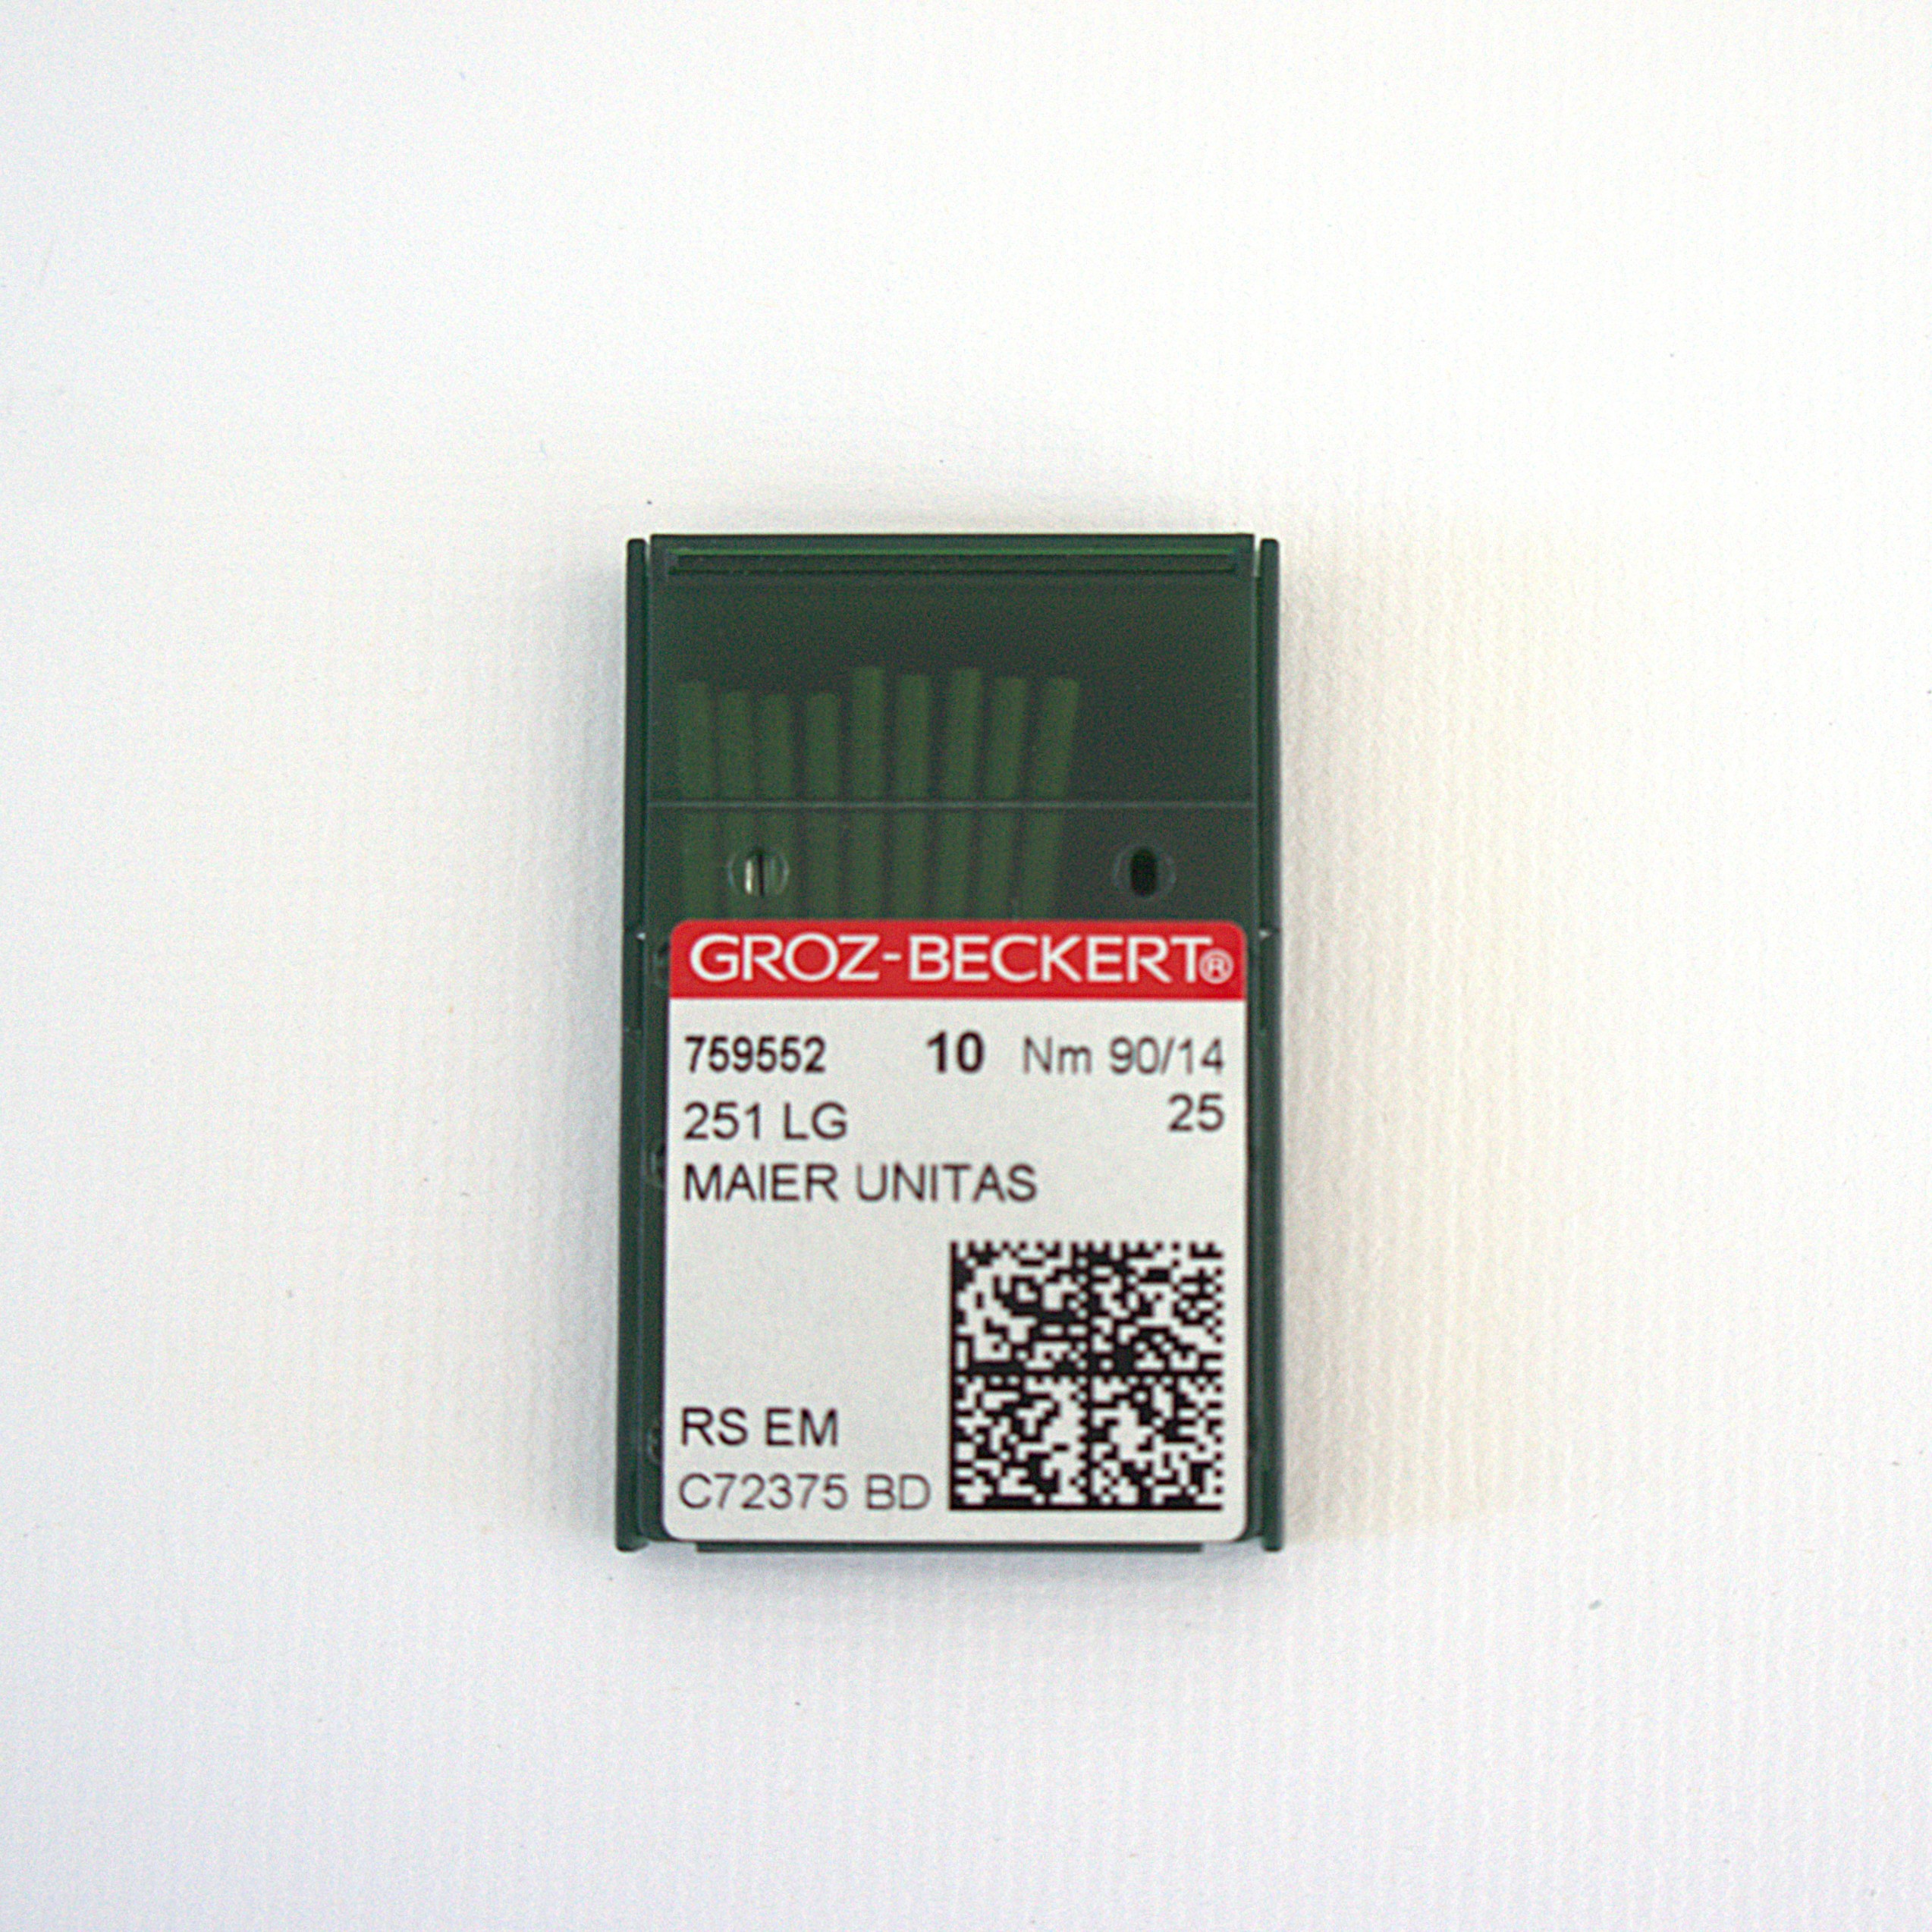 GROZ-BECKERT®
759552 10 Nm 90/14
251 LG 25
MAIER UNITAS
RS EM
C72375 BD